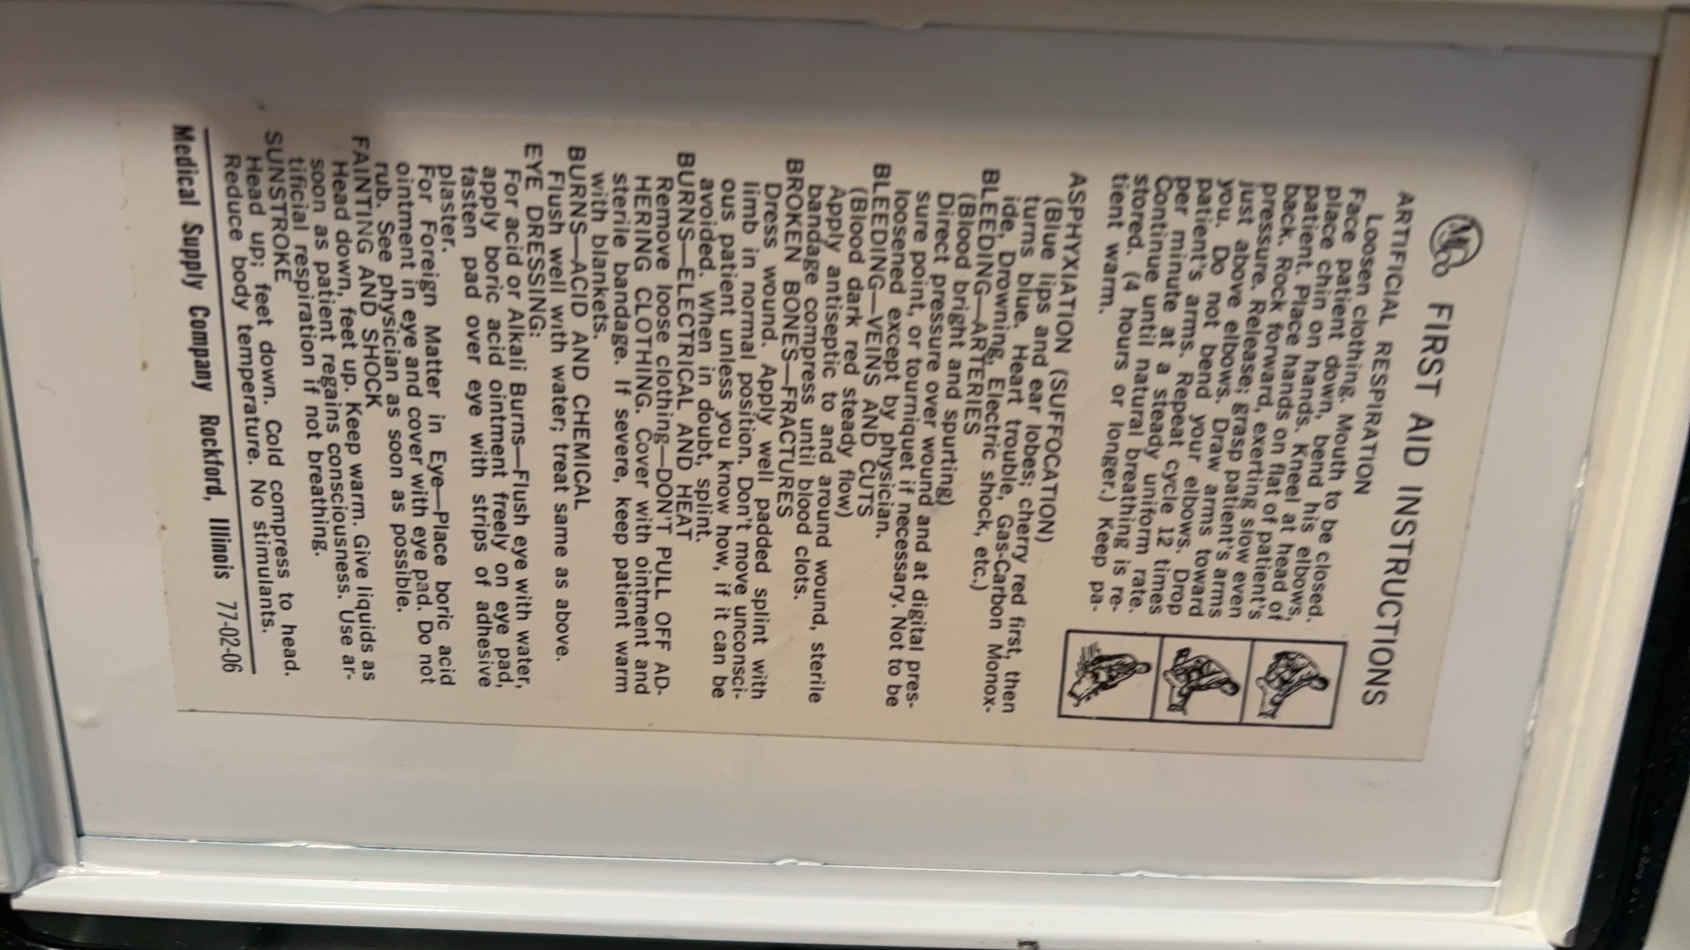 MSCo FIRST AID INSTRUCTIONS
ARTIFICIAL RESPIRATION
Loosen clothing. Mouth to be closed.
Face patient down, bend his elbows,
place chin on hands. Kneel at head of
patient. Place hands on flat of patient's
back. Rock forward, exerting slow even
pressure. Release; grasp patient's arms
just above elbows. Draw arms toward
you. Do not bend your elbows. Drop
patient's arms. Repeat cycle 12 times
per minute at a steady uniform rate.
Continue until natural breathing is re-
stored. (4 hours or longer.) Keep pa-
tient warm.
ASPHYXIATION (SUFFOCATION)
(Blue lips and ear lobes; cherry red first, then
turns blue. Heart trouble, Gas-Carbon Monox-
ide, Drowning, Electric shock, etc.)
BLEEDING—ARTERIES
(Blood bright and spurting)
Direct pressure over wound and at digital pres-
sure point, or tourniquet if necessary. Not to be
loosened except by physician.
BLEEDING—VEINS AND CUTS
(Blood dark red steady flow)
Apply antiseptic to and around wound, sterile
bandage compress until blood clots.
BROKEN BONES—FRACTURES
Dress wound. Apply well padded splint with
limb in normal position. Don't move unconsci-
ous patient unless you know how, if it can be
avoided. When in doubt, splint.
BURNS—ELECTRICAL AND HEAT
Remove loose clothing—DON'T PULL OFF AD-
HERING CLOTHING. Cover with ointment and
sterile bandage. If severe, keep patient warm
with blankets.
BURNS—ACID AND CHEMICAL
Flush well with water; treat same as above.
EYE DRESSING:
For acid or Alkali Burns—Flush eye with water,
apply boric acid ointment freely on eye pad,
fasten pad over eye with strips of adhesive
plaster.
For Foreign Matter in Eye—Place boric acid
ointment in eye and cover with eye pad. Do not
rub. See physician as soon as possible.
FAINTING AND SHOCK
Head down, feet up. Keep warm. Give liquids as
soon as patient regains consciousness. Use ar-
tificial respiration if not breathing.
SUNSTROKE
Head up; feet down. Cold compress to head.
Reduce body temperature. No stimulants.
Medical Supply Company Rockford, Illinois 77-02-06